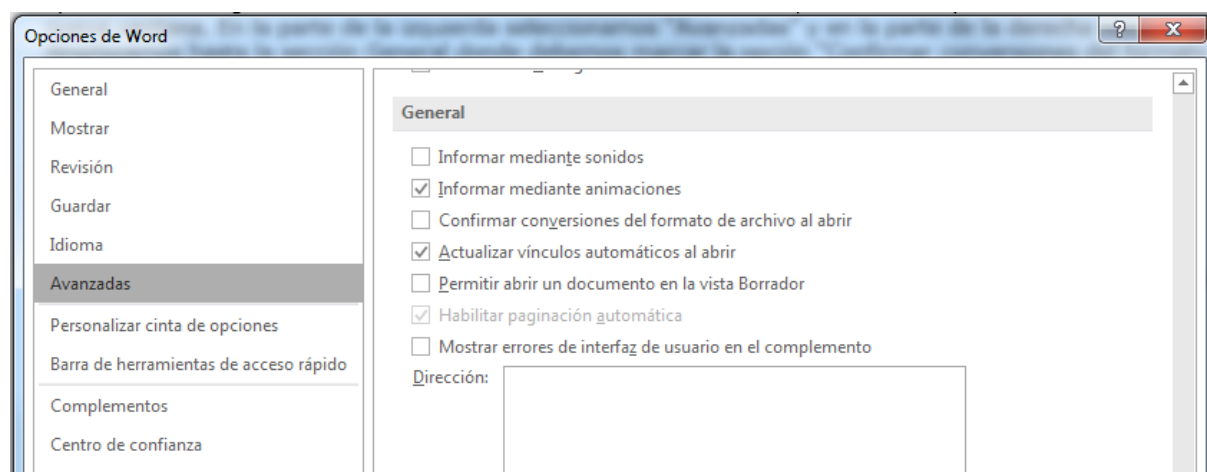 Opciones de Word
General
Mostrar
Revisión
Guardar
Idioma
Avanzadas
Personalizar cinta de opciones
Barra de herramientas de acceso rápido
Complementos
Centro de confianza
General
Informar mediante sonidos
Informar mediante animaciones
Confirmar conversiones del formato de archivo al abrir
Actualizar vínculos automáticos al abrir
Permitir abrir un documento en la vista Borrador
Habilitar paginación automática
Mostrar errores de interfaz de usuario en el complemento
Dirección: